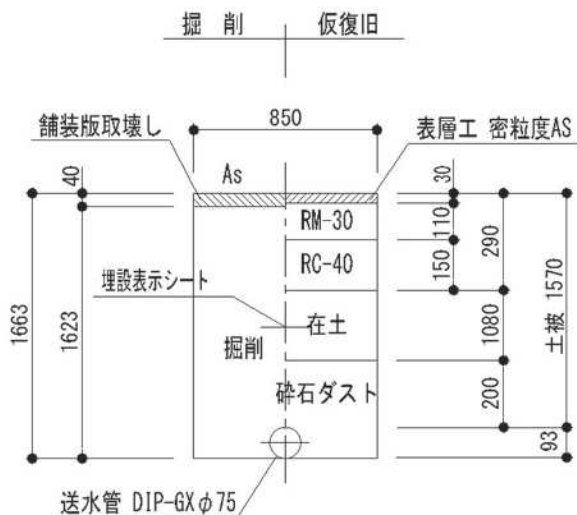 掘 削
仮復旧
舗装版取壊し
850
表層工 密粒度AS
40
As
30
RM-30
110
290
RC-40
150
埋設表示シート
在土
1663
1623
掘削
1080
土被 1570
砕石ダスト
200
93
送水管 DIP-GXφ75